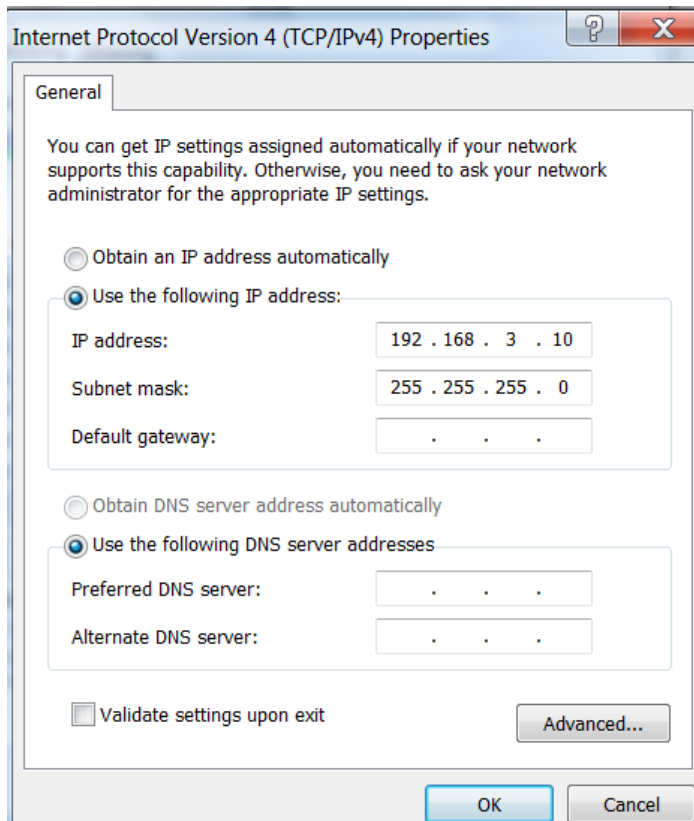 Internet Protocol Version 4 (TCP/IPv4) Properties
General
You can get IP settings assigned automatically if your network
supports this capability. Otherwise, you need to ask your network
administrator for the appropriate IP settings.
Obtain an IP address automatically
Use the following IP address:
IP address: 192 . 168 . 3 . 10
Subnet mask: 255 . 255 . 255 . 0
Default gateway: . . .
Obtain DNS server address automatically
Use the following DNS server addresses
Preferred DNS server: . . .
Alternate DNS server: . . .
Validate settings upon exit
Advanced...
OK Cancel